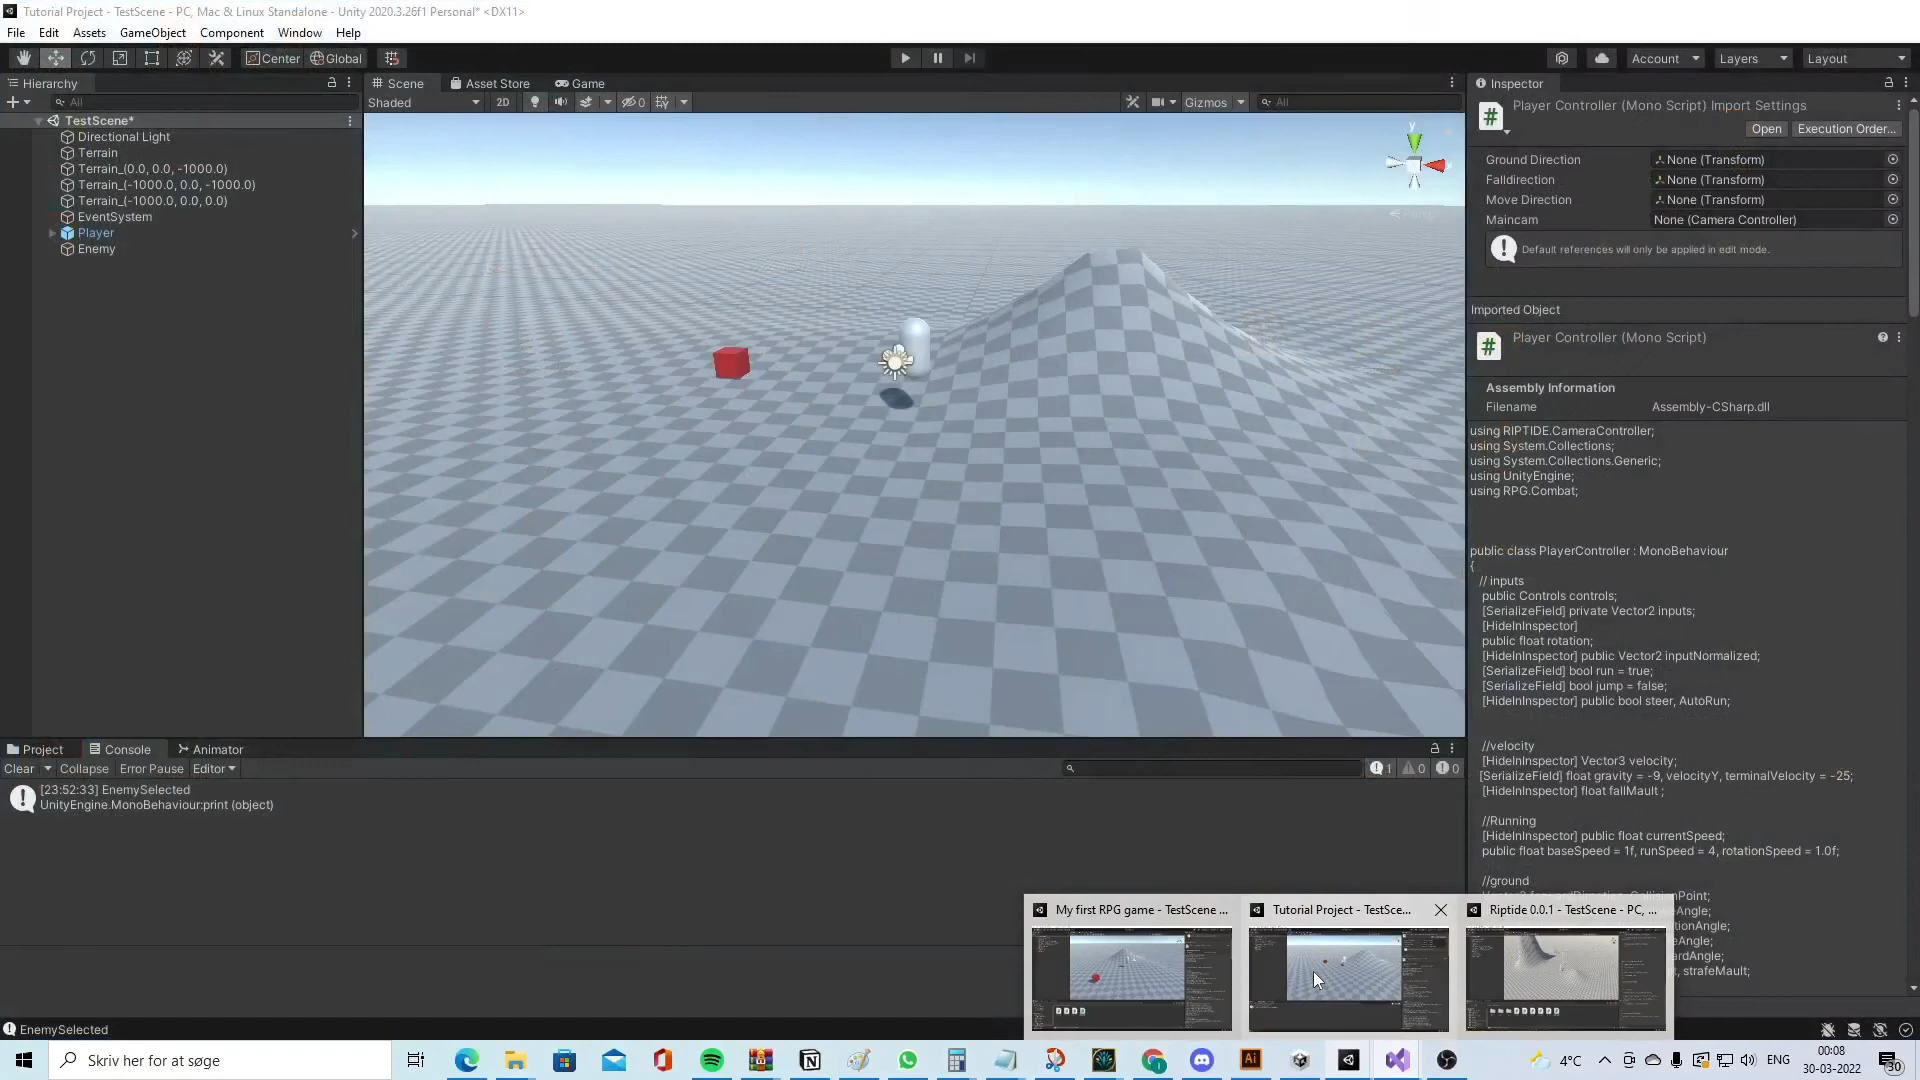 Tutorial Project - TestScene - PC, Mac & Linux Standalone - Unity 2020.3.26f1 Personal* <DX11>
File Edit Assets GameObject Component Window Help
Center Global
Account Layers Layout
Hierarchy
All
TestScene*
Directional Light
Terrain
Terrain_(0.0, 0.0, -1000.0)
Terrain_(-1000.0, 0.0, -1000.0)
Terrain_(-1000.0, 0.0, 0.0)
EventSystem
Player
Enemy
Scene Asset Store Game
Shaded 2D 0 Gizmos All
y
Persp
Inspector
Player Controller (Mono Script) Import Settings
Open Execution Order...
Ground Direction None (Transform)
Falldirection None (Transform)
Move Direction None (Transform)
Maincam None (Camera Controller)
Default references will only be applied in edit mode.
Imported Object
Player Controller (Mono Script)
Assembly Information
Filename Assembly-CSharp.dll
using RIPTIDE.CameraController;
using System.Collections;
using System.Collections.Generic;
using UnityEngine;
using RPG.Combat;
public class PlayerController : MonoBehaviour
{
// inputs
public Controls controls;
[SerializeField] private Vector2 inputs;
[HideInInspector]
public float rotation;
[HideInInspector] public Vector2 inputNormalized;
[SerializeField] bool run = true;
[SerializeField] bool jump = false;
[HideInInspector] public bool steer, AutoRun;
//velocity
[HideInInspector] Vector3 velocity;
[SerializeField] float gravity = -9, velocityY, terminalVelocity = -25;
[HideInInspector] float fallMault ;
//Running
[HideInInspector] public float currentSpeed;
public float baseSpeed = 1f, runSpeed = 4, rotationSpeed = 1.0f;
//ground
Point;
Angle;
Angle;
Angle;
Angle;
, strafeMault;
Project Console Animator
Clear Collapse Error Pause Editor 1 0 0
[23:52:33] EnemySelected
UnityEngine.MonoBehaviour:print (object)
My first RPG game - TestScene ...
Tutorial Project - TestSce...
Riptide 0.0.1 - TestScene - PC, ...
EnemySelected
Skriv her for at søge
4°C ENG
00:08
30-03-2022
30